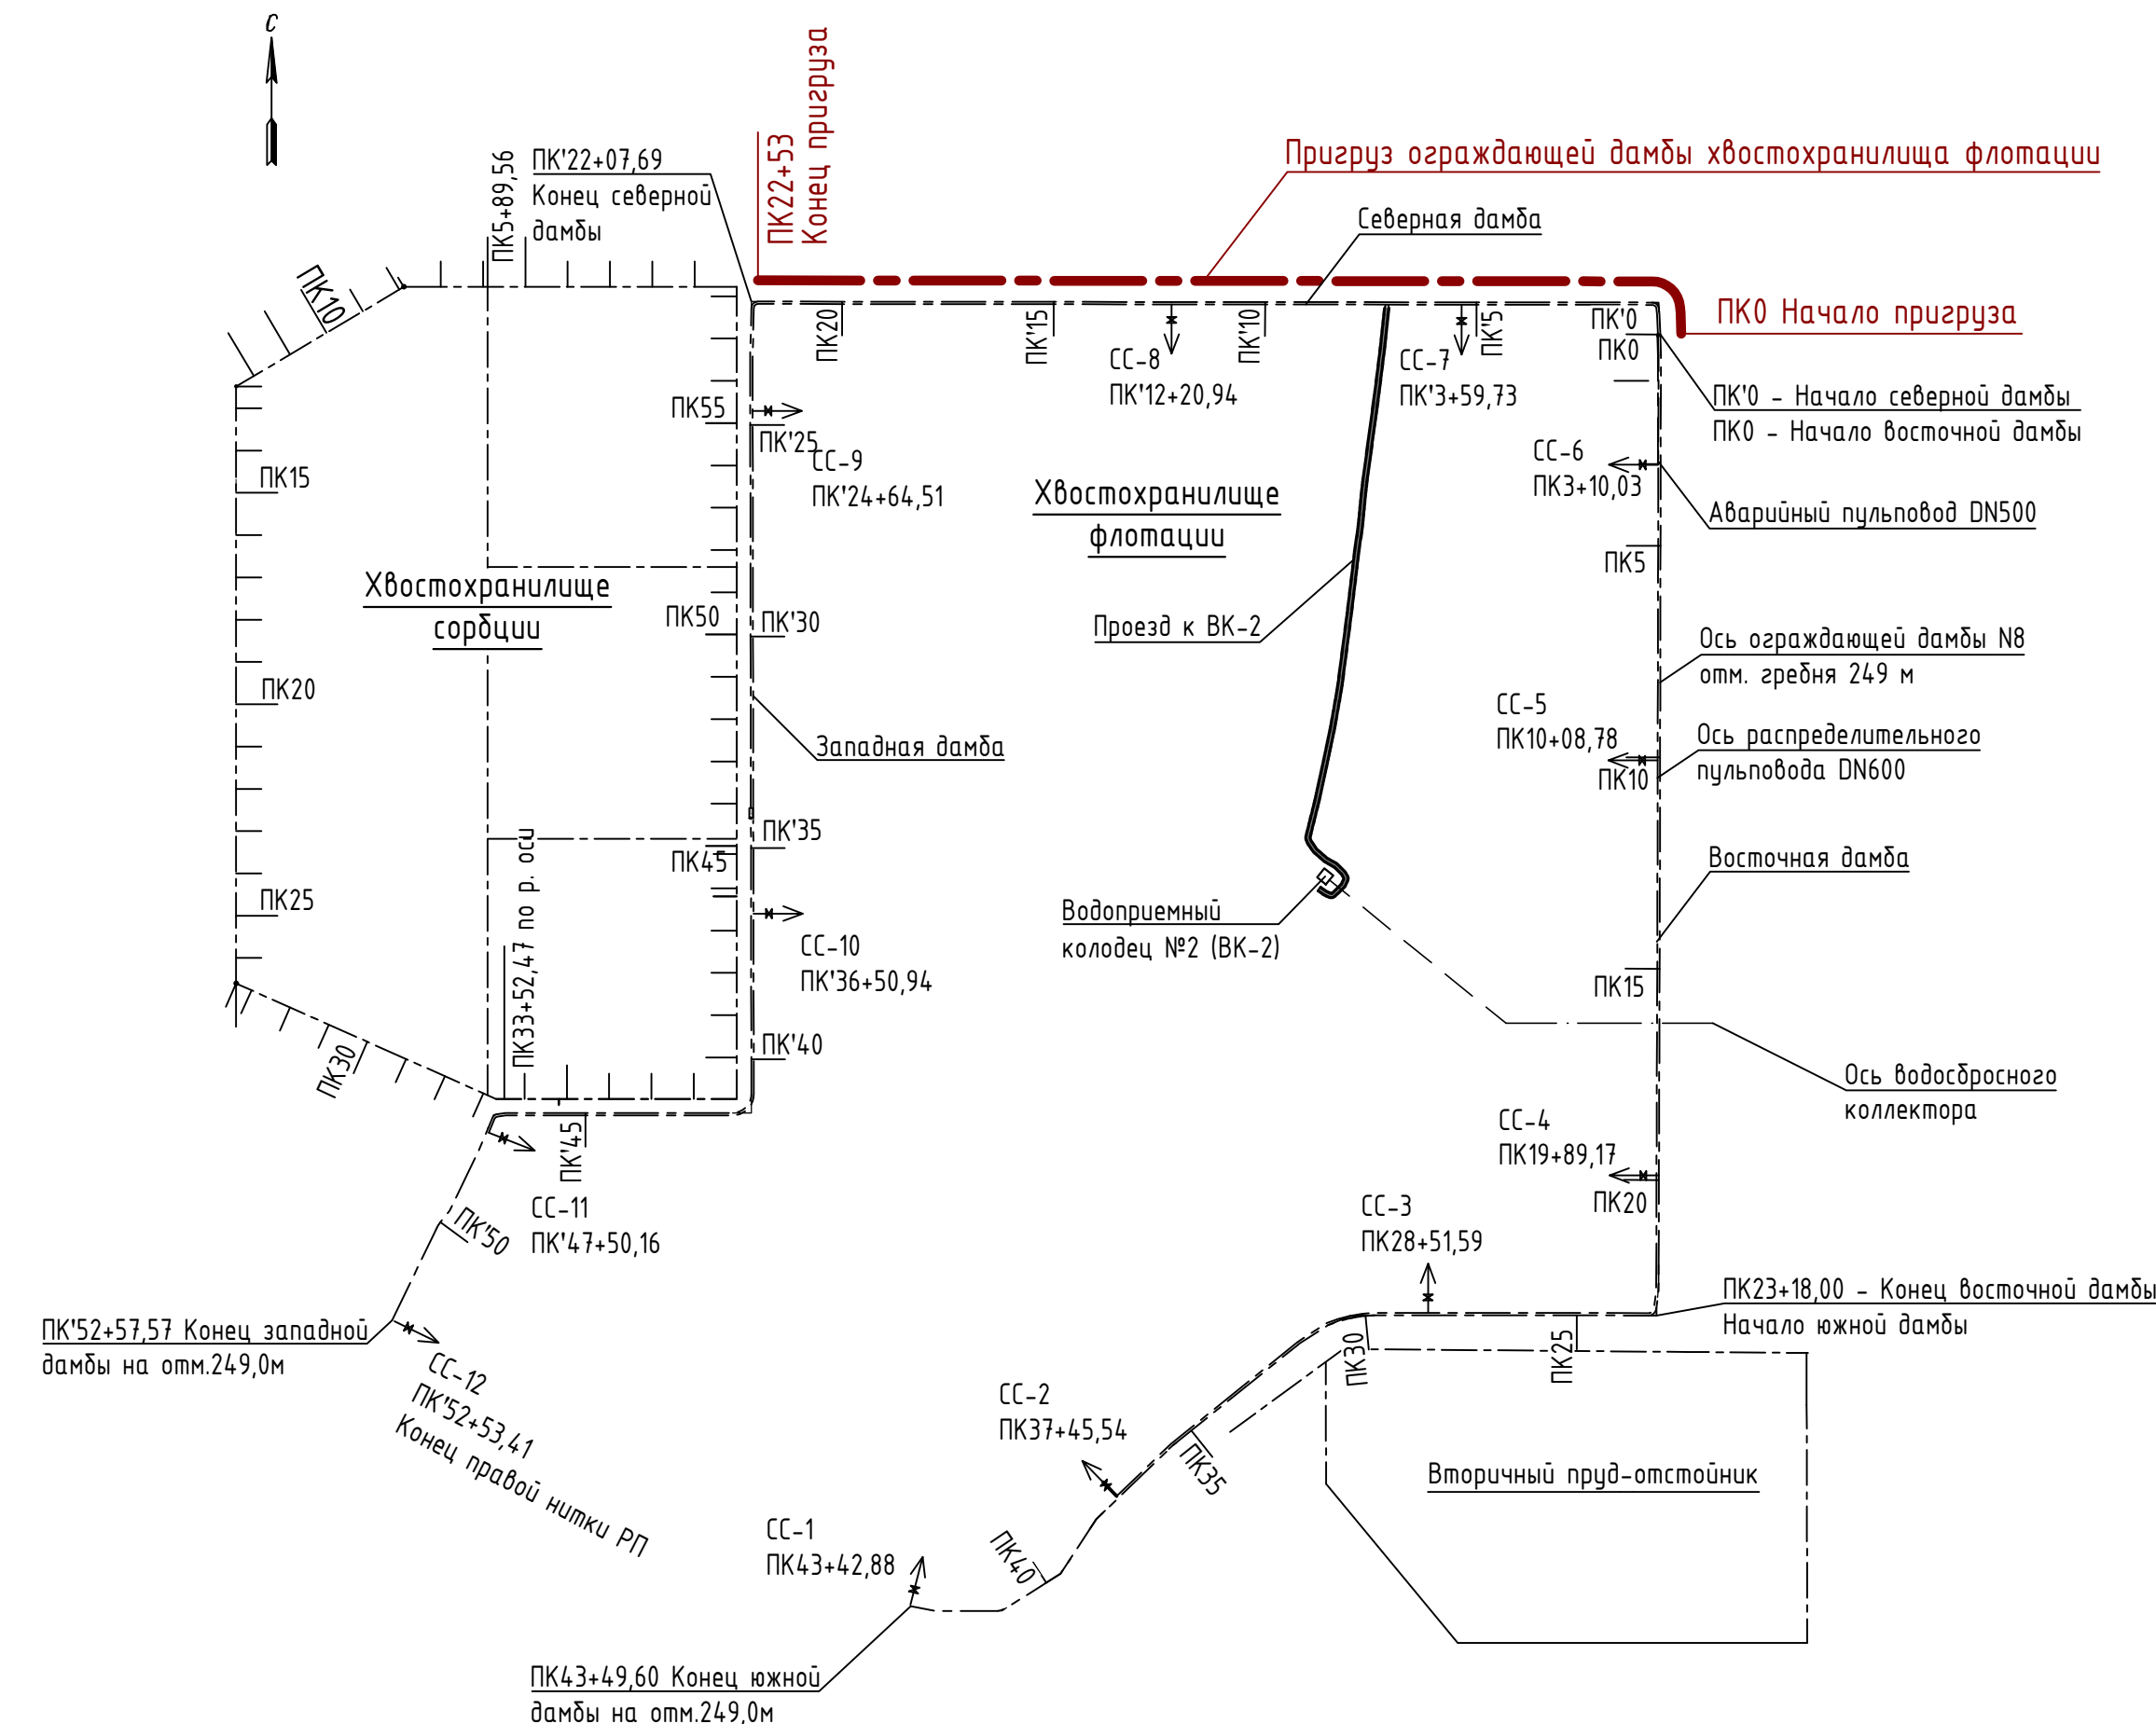 С
ПК5+89,56
ПК'22+07,69
Конец северной
дамбы
ПК22+53
Конец пригруза
Пригруз ограждающей дамбы хвостохранилища флотации
Северная дамба
ПК0 Начало пригруза
ПК10
ПК20
ПК'15
ПК'10
ПК'5
ПК'0
ПК0
СС-8
ПК'12+20,94
СС-7
ПК'3+59,73
ПК'0 - Начало северной дамбы
ПК0 - Начало восточной дамбы
ПК55
ПК'25
СС-9
ПК'24+64,51
СС-6
ПК3+10,03
ПК15
Хвостохранилище
флотации
Аварийный пульповод DN500
ПК5
Хвостохранилище
сорбции
ПК50
ПК'30
Проезд к ВК-2
Ось ограждающей дамбы N8
отм. гребня 249 м
ПК20
СС-5
ПК10+08,78
Западная дамба
Ось распределительного
пульповода DN600
ПК10
ПК'35
ПК45
Восточная дамба
ПК25
Водоприемный
колодец №2 (ВК-2)
ПК33+52,47 по р. оси
СС-10
ПК'36+50,94
ПК15
ПК'40
ПК30
Ось водосбросного
коллектора
ПК'45
СС-4
ПК19+89,17
ПК20
СС-11
ПК'47+50,16
ПК'50
СС-3
ПК28+51,59
ПК23+18,00 - Конец восточной дамбы
Начало южной дамбы
ПК'52+57,57 Конец западной
дамбы на отм.249,0м
ПК30
ПК25
СС-12
ПК'52+53,41
Конец правой нитки РП
СС-2
ПК37+45,54
ПК35
Вторичный пруд-отстойник
СС-1
ПК43+42,88
ПК40
ПК43+49,60 Конец южной
дамбы на отм.249,0м